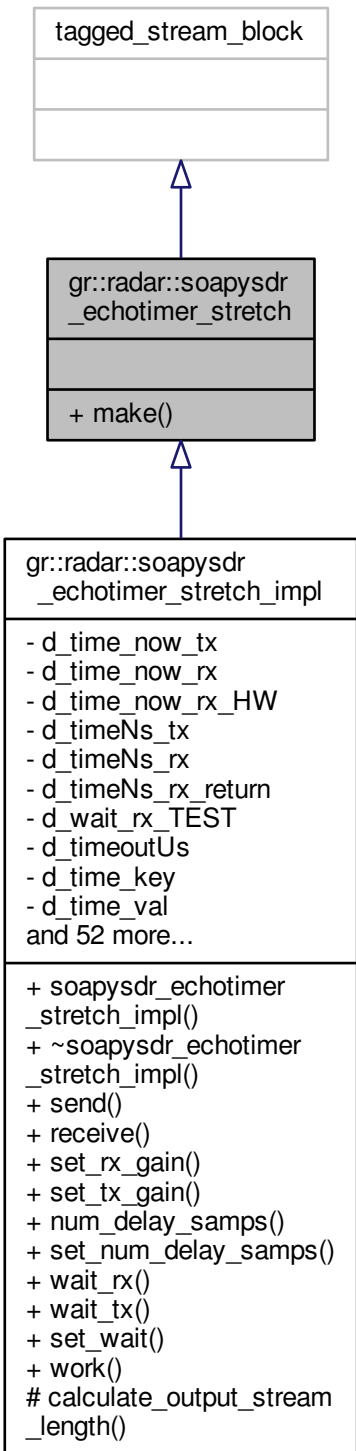 tagged_stream_block
gr::radar::soapysdr
_echotimer_stretch
+ make()
gr::radar::soapysdr
_echotimer_stretch_impl
- d_time_now_tx
- d_time_now_rx
- d_time_now_rx_HW
- d_timeNs_tx
- d_timeNs_rx
- d_timeNs_rx_return
- d_wait_rx_TEST
- d_timeoutUs
- d_time_key
- d_time_val
and 52 more...
+ soapysdr_echotimer
_stretch_impl()
+ ~soapysdr_echotimer
_stretch_impl()
+ send()
+ receive()
+ set_rx_gain()
+ set_tx_gain()
+ num_delay_samps()
+ set_num_delay_samps()
+ wait_rx()
+ wait_tx()
+ set_wait()
+ work()
# calculate_output_stream
_length()